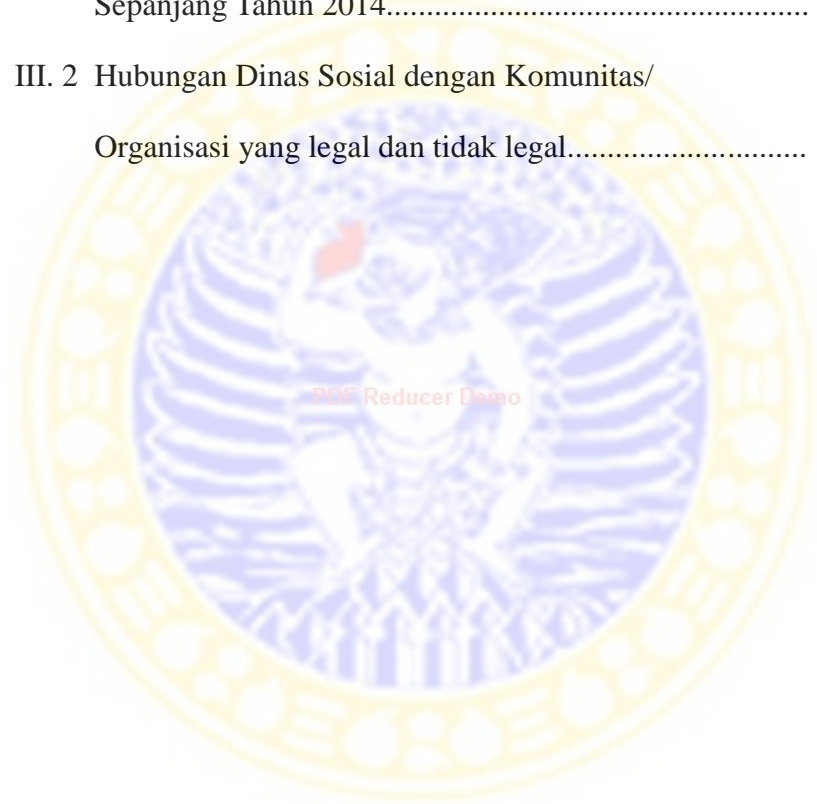 Sepanjang Tahun 2014....................................................
III. 2 Hubungan Dinas Sosial dengan Komunitas/
Organisasi yang legal dan tidak legal..............................
PDF Reducer Demo